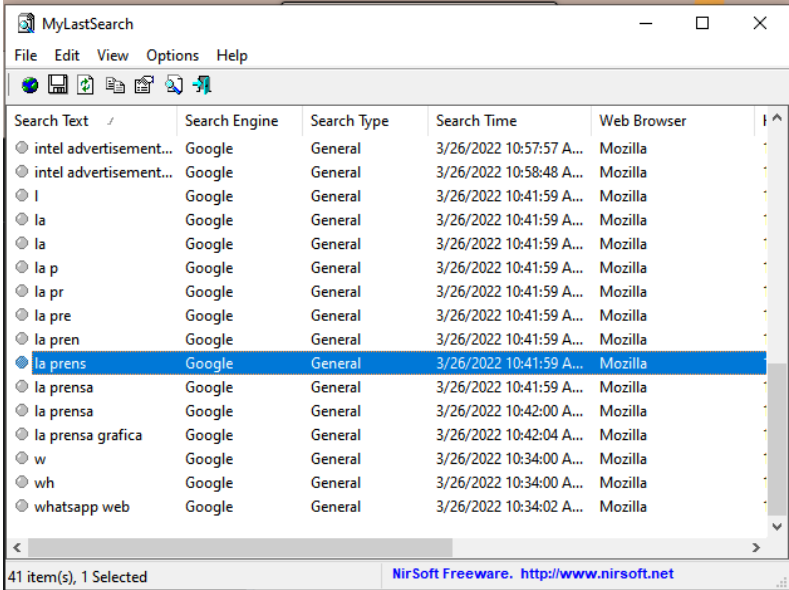 MyLastSearch
File Edit View Options Help
Search Text Search Engine Search Type Search Time Web Browser
intel advertisement... Google General 3/26/2022 10:57:57 A... Mozilla
intel advertisement... Google General 3/26/2022 10:58:48 A... Mozilla
l Google General 3/26/2022 10:41:59 A... Mozilla
la Google General 3/26/2022 10:41:59 A... Mozilla
la Google General 3/26/2022 10:41:59 A... Mozilla
la p Google General 3/26/2022 10:41:59 A... Mozilla
la pr Google General 3/26/2022 10:41:59 A... Mozilla
la pre Google General 3/26/2022 10:41:59 A... Mozilla
la pren Google General 3/26/2022 10:41:59 A... Mozilla
la prens Google General 3/26/2022 10:41:59 A... Mozilla
la prensa Google General 3/26/2022 10:41:59 A... Mozilla
la prensa Google General 3/26/2022 10:42:00 A... Mozilla
la prensa grafica Google General 3/26/2022 10:42:04 A... Mozilla
w Google General 3/26/2022 10:34:00 A... Mozilla
wh Google General 3/26/2022 10:34:00 A... Mozilla
whatsapp web Google General 3/26/2022 10:34:02 A... Mozilla
41 item(s), 1 Selected NirSoft Freeware. http://www.nirsoft.net